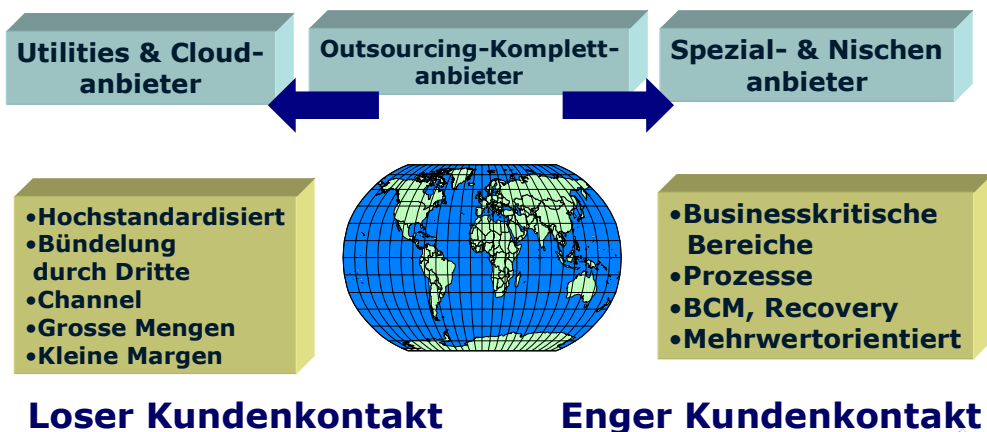 Utilities & Cloud-
anbieter
Outsourcing-Komplett-
anbieter
Spezial- & Nischen
anbieter
•Hochstandardisiert
•Bündelung
durch Dritte
•Channel
•Grosse Mengen
•Kleine Margen
•Businesskritische
Bereiche
•Prozesse
•BCM, Recovery
•Mehrwertorientiert
Loser Kundenkontakt
Enger Kundenkontakt